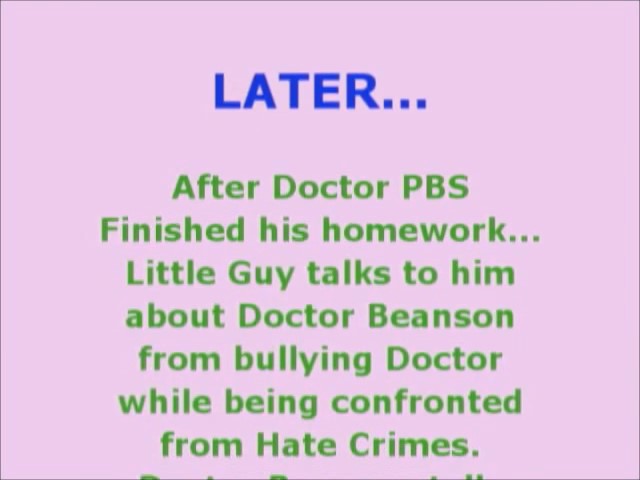 LATER...
After Doctor PBS
Finished his homework...
Little Guy talks to him
about Doctor Beanson
from bullying Doctor
while being confronted
from Hate Crimes.